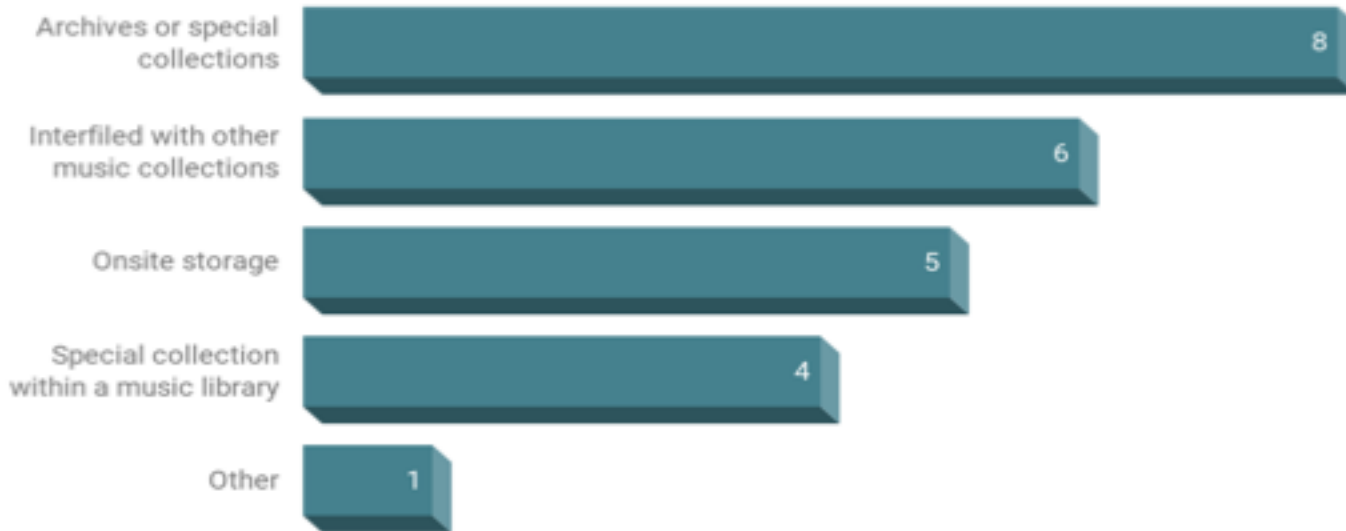 Archives or special
collections
8
Interfiled with other
music collections
6
Onsite storage
5
Special collection
within a music library
4
Other
1